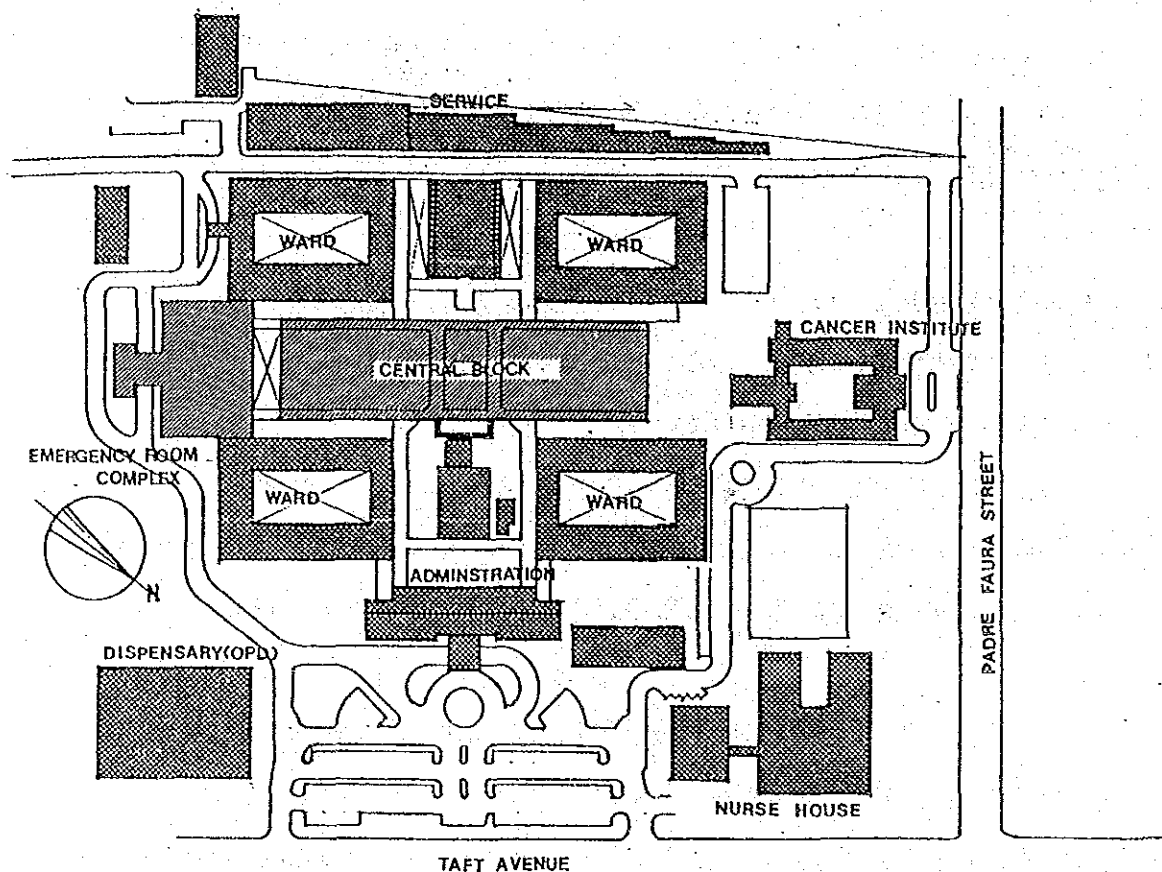 SERVICE
WARD
WARD
CANCER INSTITUTE
CENTRAL BLOCK
EMERGENCY ROOM
COMPLEX
WARD
WARD
N
ADMINSTRATION
DISPENSARY(OPD)
PADRE FAURA STREET
NURSE HOUSE
TAFT AVENUE